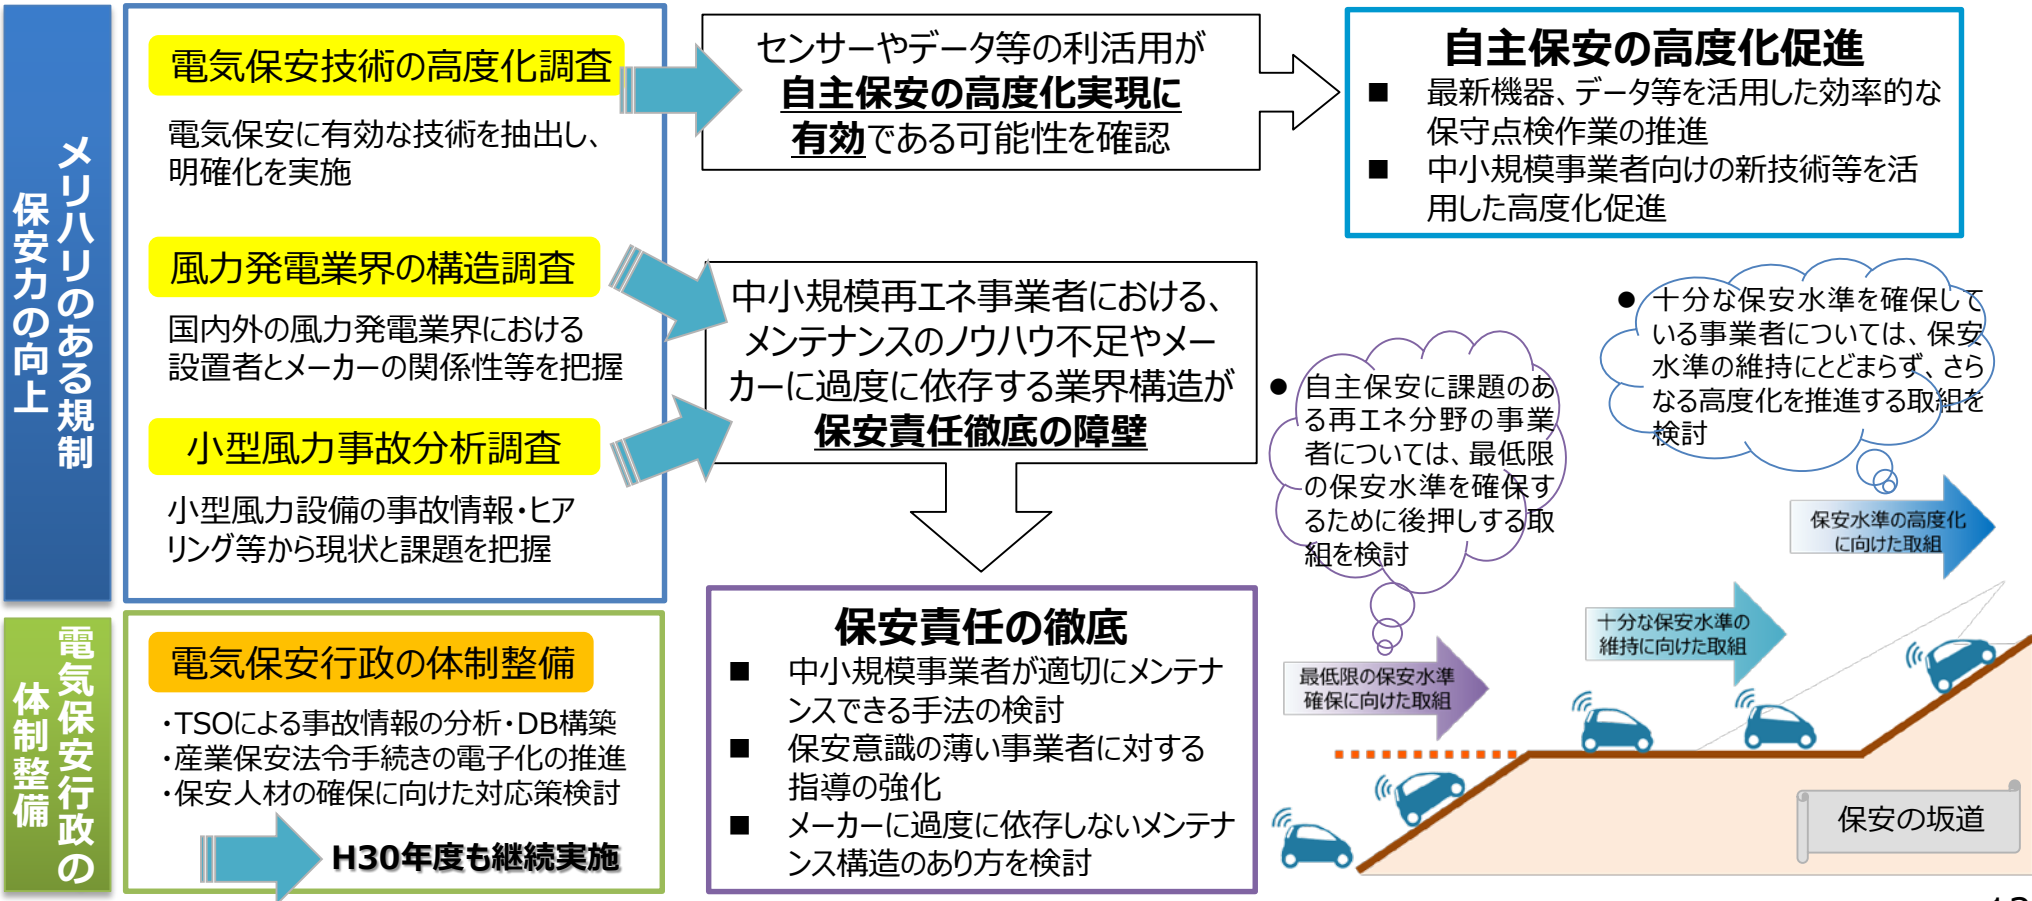 メリハリのある規制
保安力の向上
電気保安技術の高度化調査
電気保安に有効な技術を抽出し、
明確化を実施
風力発電業界の構造調査
国内外の風力発電業界における
設置者とメーカーの関係性等を把握
小型風力事故分析調査
小型風力設備の事故情報・ヒア
リング等から現状と課題を把握
センサーやデータ等の利活用が
自主保安の高度化実現に
有効である可能性を確認
自主保安の高度化促進
■ 最新機器、データ等を活用した効率的な
保守点検作業の推進
■ 中小規模事業者向けの新技術等を活
用した高度化促進
中小規模再エネ事業者における、
メンテナンスのノウハウ不足やメー
カーに過度に依存する業界構造が
保安責任徹底の障壁
保安責任の徹底
■ 中小規模事業者が適切にメンテナ
ンスできる手法の検討
■ 保安意識の薄い事業者に対する
指導の強化
■ メーカーに過度に依存しないメンテナ
ンス構造のあり方を検討
電気保安行政の
体制整備
電気保安行政の体制整備
・TSOによる事故情報の分析・DB構築
・産業保安法令手続きの電子化の推進
・保安人材の確保に向けた対応策検討
H30年度も継続実施
● 自主保安に課題のあ
る再エネ分野の事業
者については、最低限
の保安水準を確保す
るために後押しする取
組を検討
● 十分な保安水準を確保して
いる事業者については、保安
水準の維持にとどまらず、さら
なる高度化を推進する取組を
検討
最低限の保安水準
確保に向けた取組
十分な保安水準の
維持に向けた取組
保安水準の高度化
に向けた取組
保安の坂道